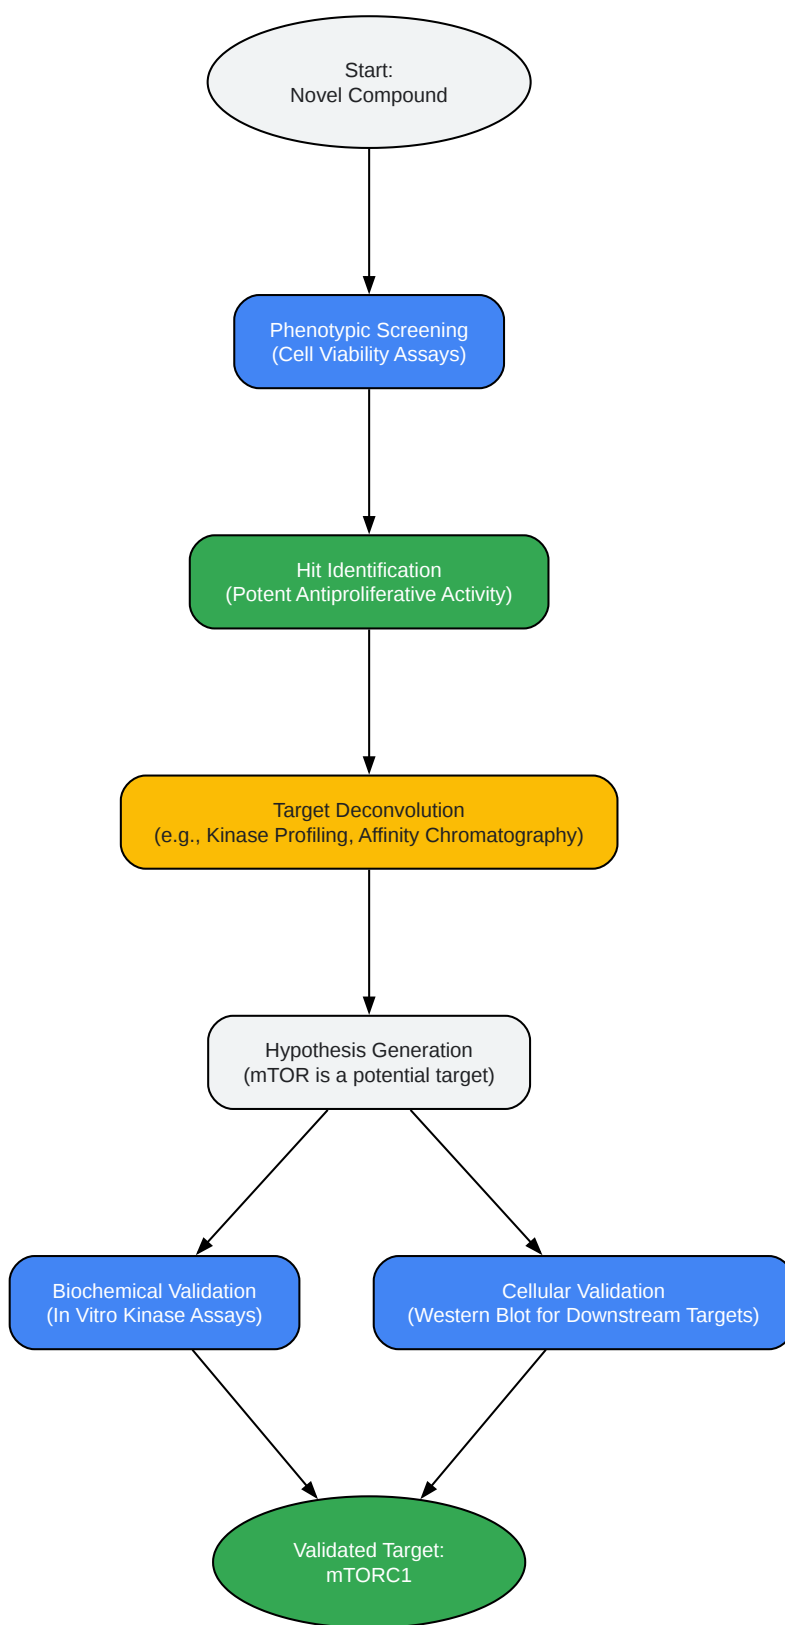 Start:
Novel Compound
Phenotypic Screening
(Cell Viability Assays)
Hit Identification
(Potent Antiproliferative Activity)
Target Deconvolution
(e.g., Kinase Profiling, Affinity Chromatography)
Hypothesis Generation
(mTOR is a potential target)
Biochemical Validation
(In Vitro Kinase Assays)
Cellular Validation
(Western Blot for Downstream Targets)
Validated Target:
mTORC1